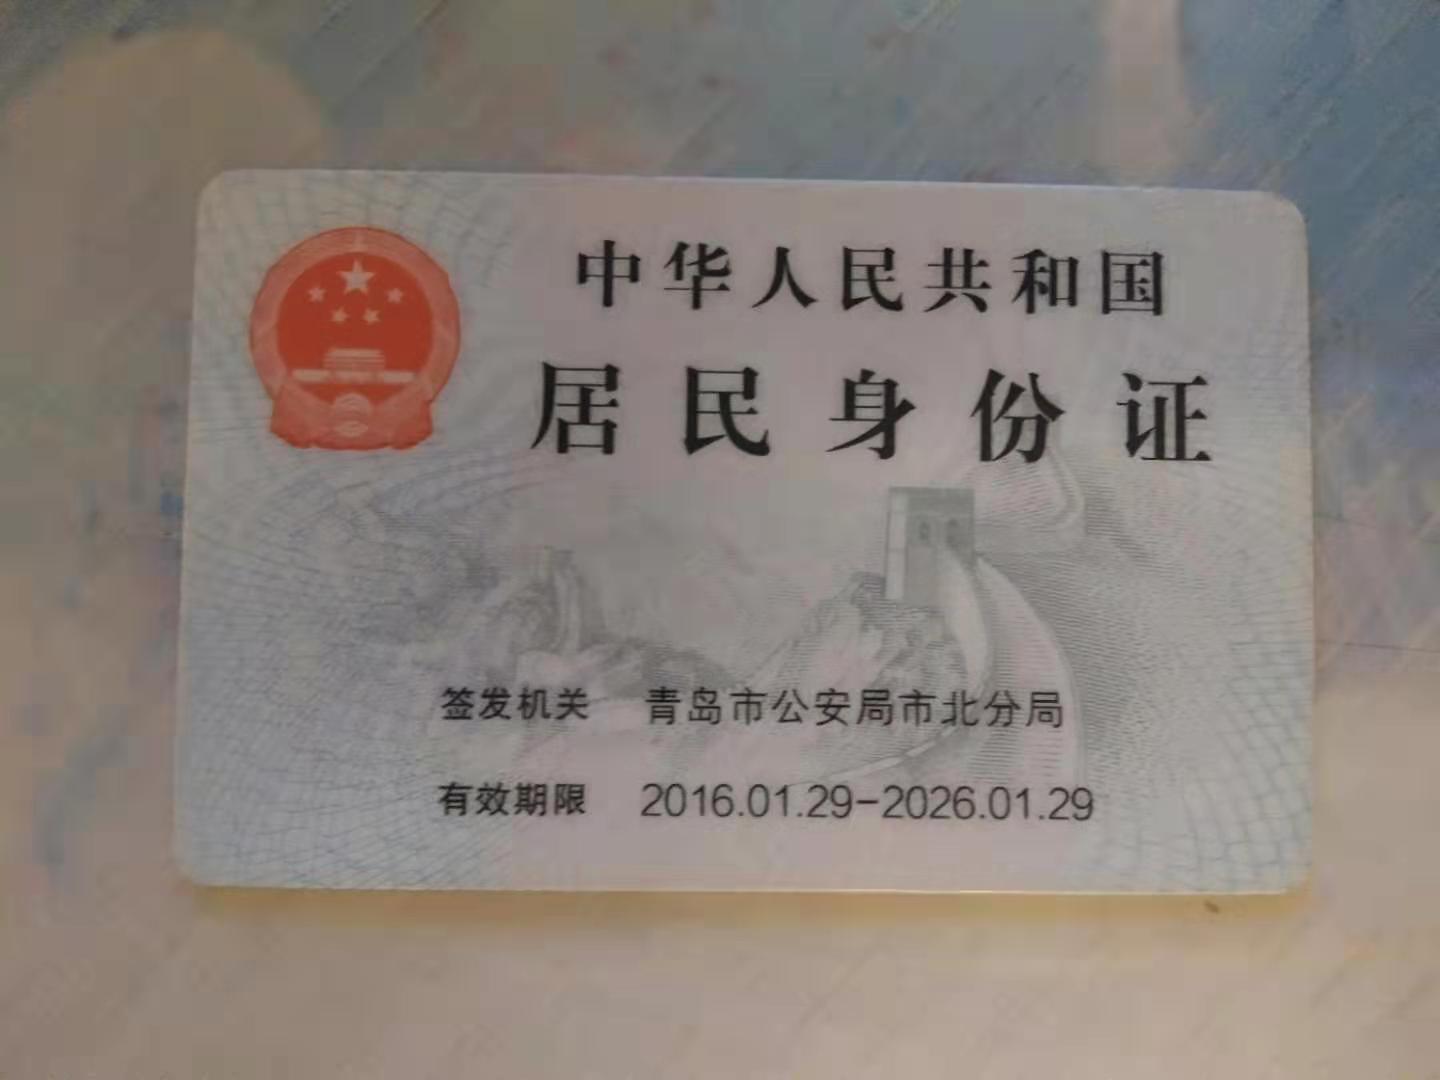 中华人民共和国
居民身份证
签发机关 青岛市公安局市北分局
有效期限 2016.01.29-2026.01.29